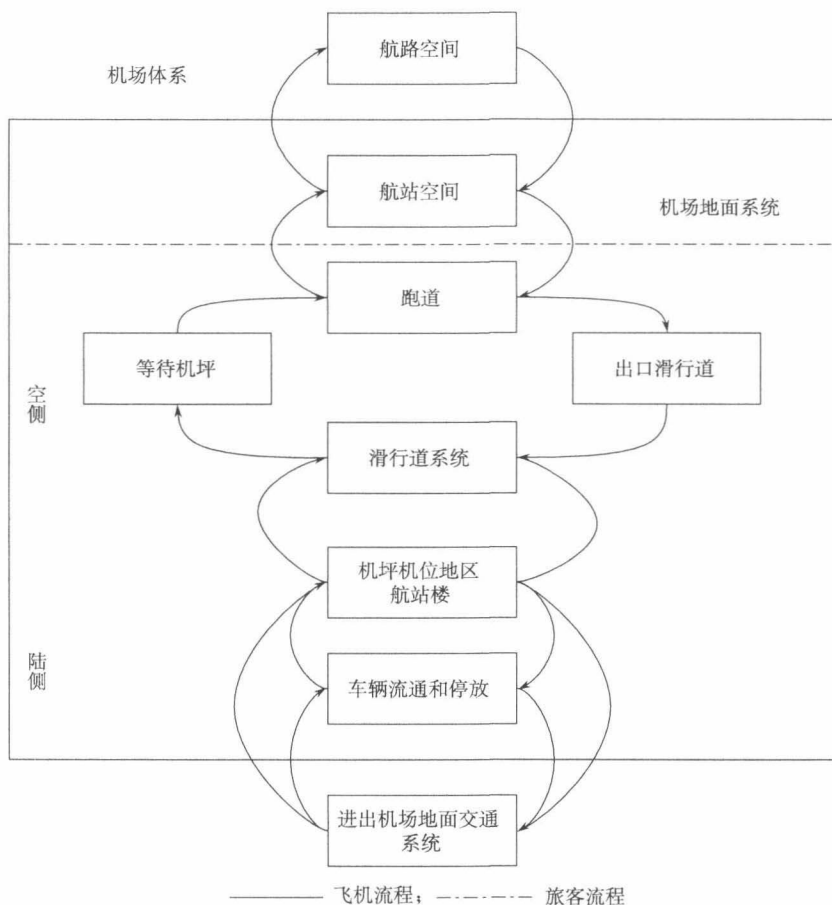 航路空间
机场体系
航站空间
机场地面系统
跑道
等待机坪
出口滑行道
空侧
滑行道系统
机坪机位地区
航站楼
陆侧
车辆流通和停放
进出机场地面交通
系统
飞机流程； 旅客流程